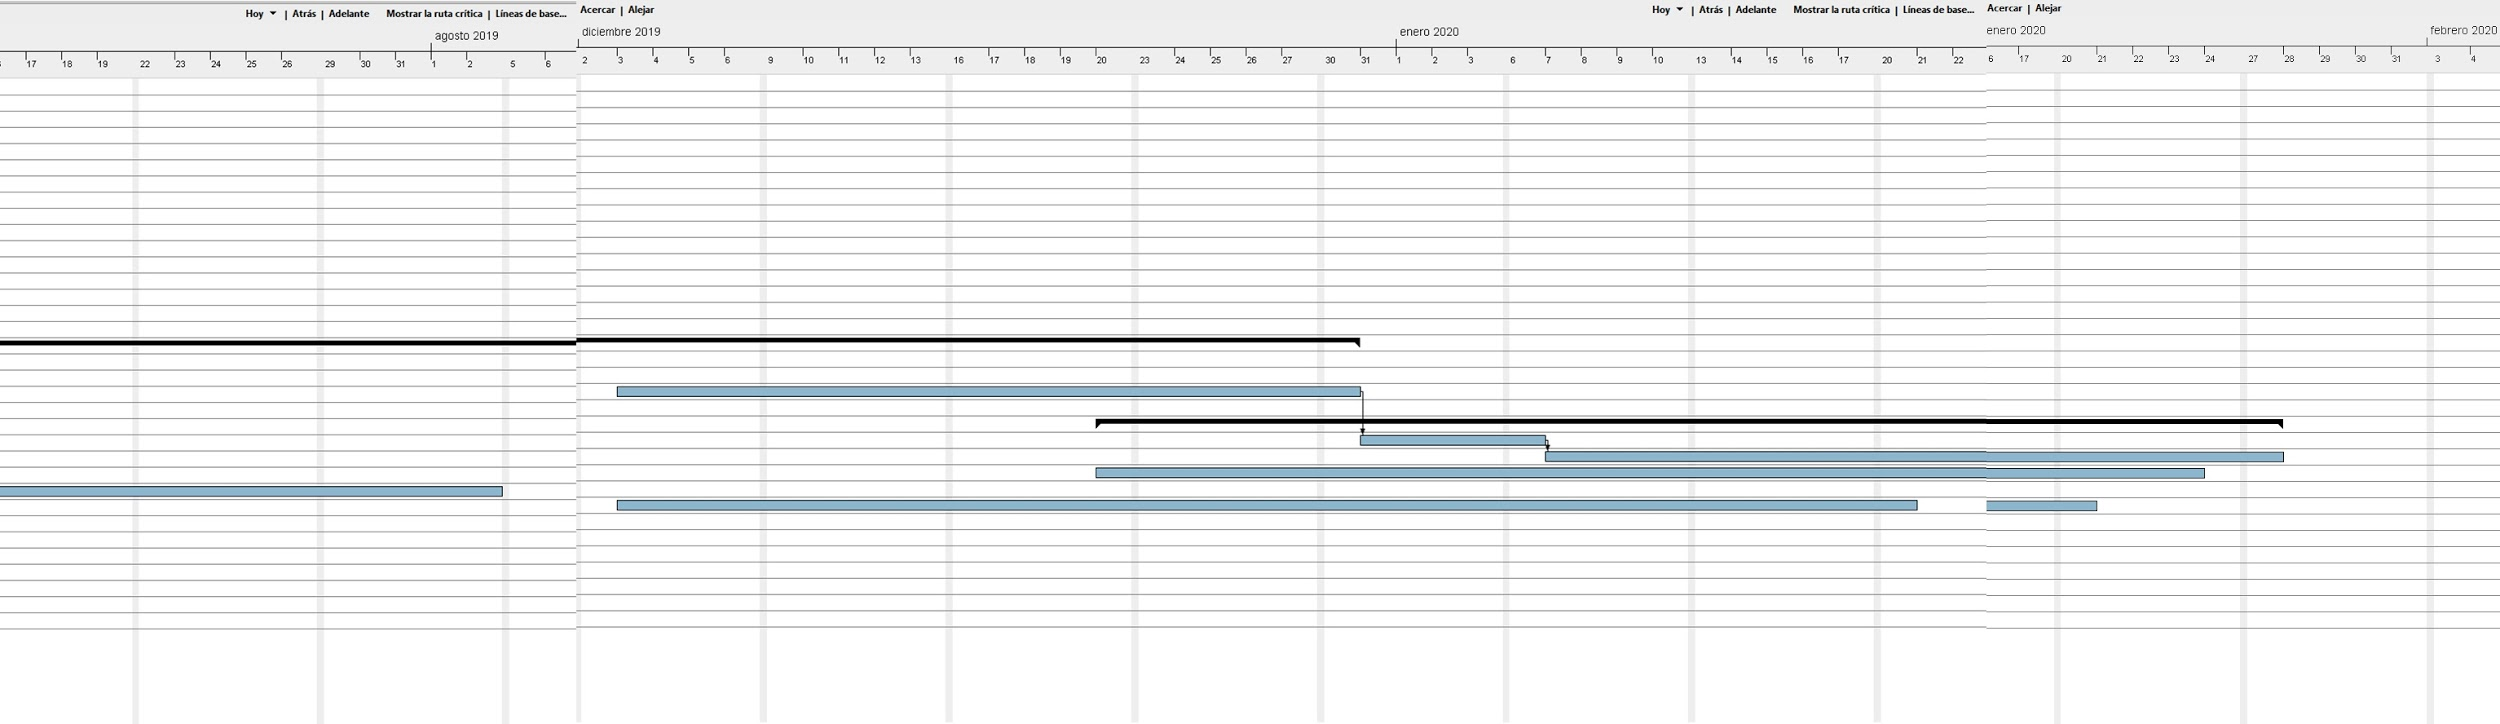 Hoy | Atrás | Adelante Mostrar la ruta crítica | Líneas de base...
agosto 2019
17 18 19 22 23 24 25 26 29 30 31 1 2 5 6
Acercar | Alejar
Hoy | Atrás | Adelante Mostrar la ruta crítica | Líneas de base...
diciembre 2019 enero 2020
2 3 4 5 6 9 10 11 12 13 16 17 18 19 20 23 24 25 26 27 30 31 1 2 3 6 7 8 9 10 13 14 15 16 17 20 21 22
Acercar | Alejar
enero 2020 febrero 2020
6 17 20 21 22 23 24 27 28 29 30 31 3 4